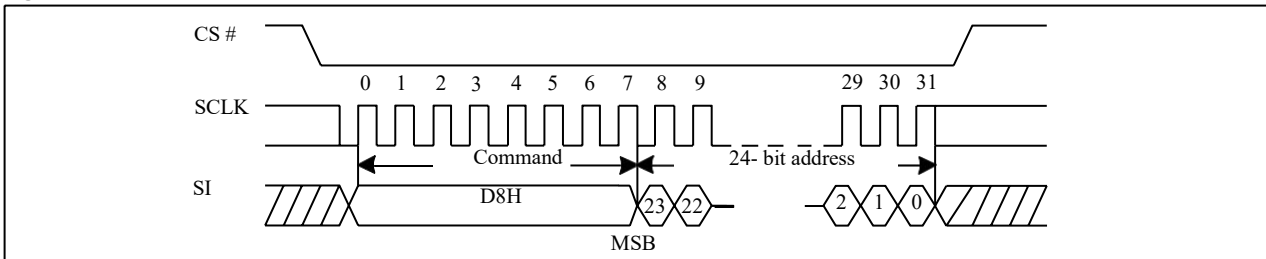 CS #
0 1 2 3 4 5 6 7 8 9 29 30 31
SCLK
Command 24- bit address
SI
D8H
23 22 2 1 0
MSB